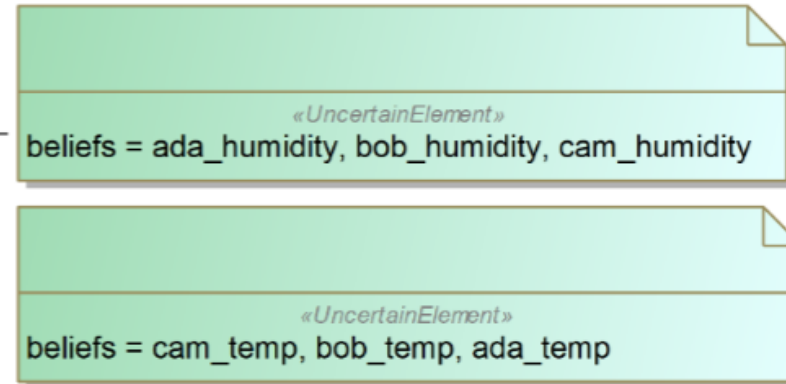 «UncertainElement»
beliefs = ada_humidity, bob_humidity, cam_humidity
«UncertainElement»
beliefs = cam_temp, bob_temp, ada_temp